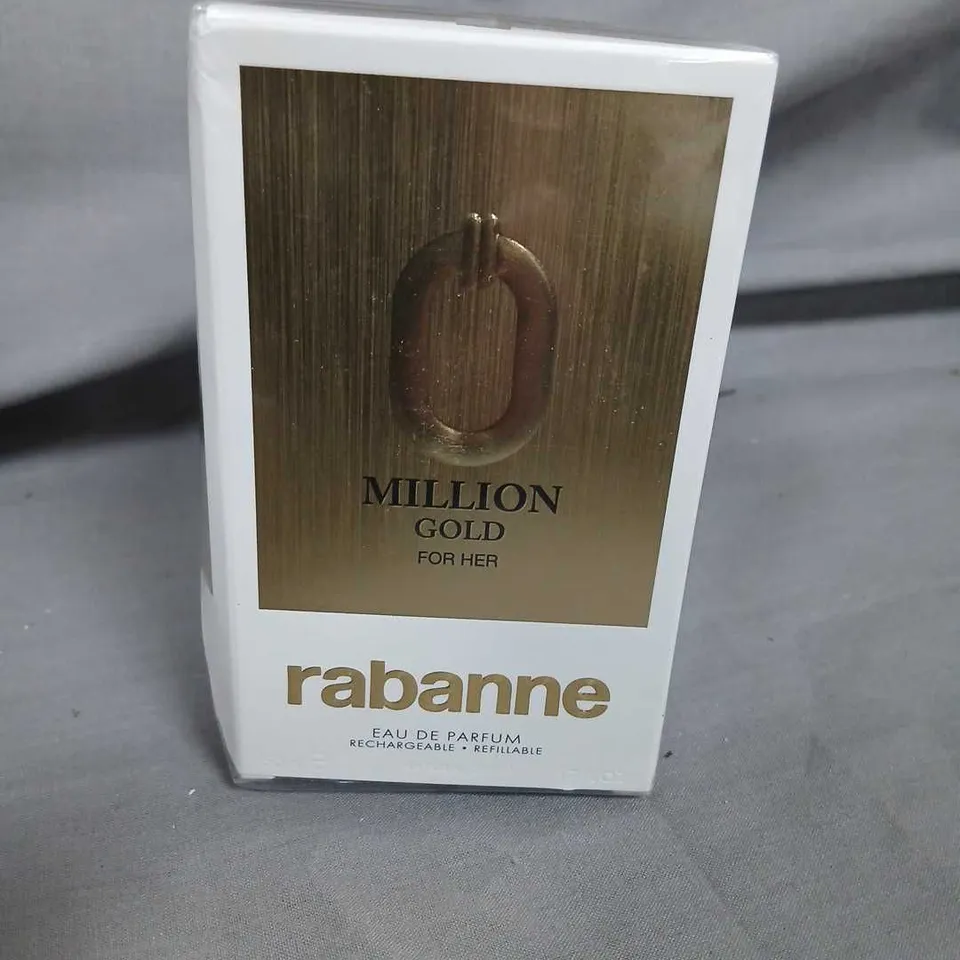 MILLION
GOLD
FOR HER
rabanne
EAU DE PARFUM
RECHARGEABLE • REFILLABLE